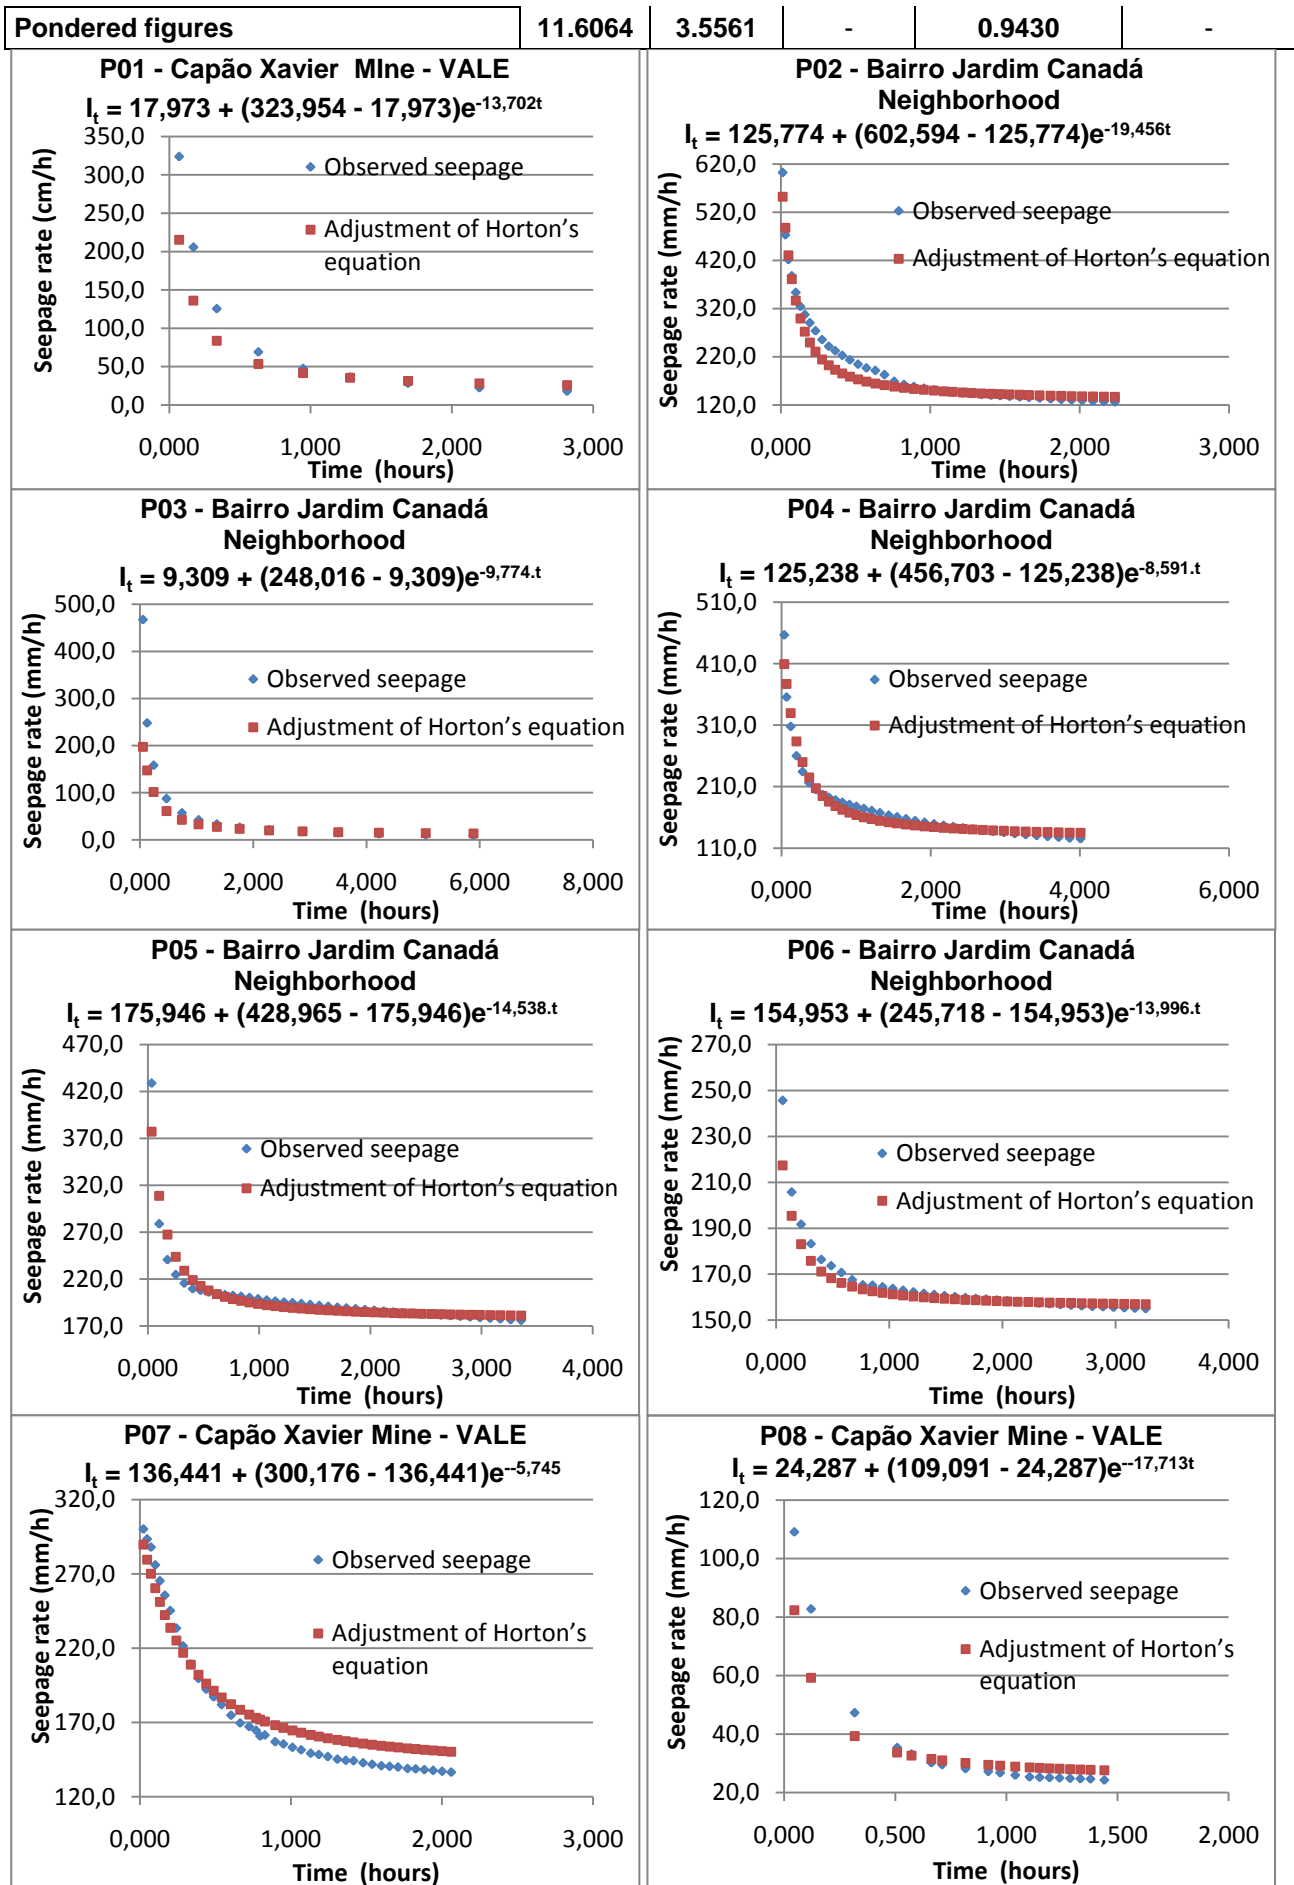 Pondered figures 11.6064 3.5561 - 0.9430 -
P01 - Capão Xavier MIne - VALE
I_t = 17,973 + (323,954 - 17,973)e^-13,702t
350,0
300,0
250,0
200,0
150,0
100,0
50,0
0,0
Seepage rate (cm/h)
Observed seepage
Adjustment of Horton's
equation
0,000 1,000 2,000 3,000
Time (hours)
P02 - Bairro Jardim Canadá
Neighborhood
I_t = 125,774 + (602,594 - 125,774)e^-19,456t
620,0
520,0
420,0
320,0
220,0
120,0
Seepage rate (mm/h)
Observed seepage
Adjustment of Horton's equation
0,000 1,000 2,000 3,000
Time (hours)
P03 - Bairro Jardim Canadá
Neighborhood
I_t = 9,309 + (248,016 - 9,309)e^-9,774.t
500,0
400,0
300,0
200,0
100,0
0,0
Seepage rate (mm/h)
Observed seepage
Adjustment of Horton's equation
0,000 2,000 4,000 6,000 8,000
Time (hours)
P04 - Bairro Jardim Canadá
Neighborhood
I_t = 125,238 + (456,703 - 125,238)e^-8,591.t
510,0
410,0
310,0
210,0
110,0
Seepage rate (mm/h)
Observed seepage
Adjustment of Horton's equation
0,000 2,000 4,000 6,000
Time (hours)
P05 - Bairro Jardim Canadá
Neighborhood
I_t = 175,946 + (428,965 - 175,946)e^-14,538.t
470,0
420,0
370,0
320,0
270,0
220,0
170,0
Seepage rate (mm/h)
Observed seepage
Adjustment of Horton's equation
0,000 1,000 2,000 3,000 4,000
Time (hours)
P06 - Bairro Jardim Canadá
Neighborhood
I_t = 154,953 + (245,718 - 154,953)e^-13,996.t
270,0
250,0
230,0
210,0
190,0
170,0
150,0
Seepage rate (mm/h)
Observed seepage
Adjustment of Horton's equation
0,000 1,000 2,000 3,000 4,000
Time (hours)
P07 - Capão Xavier Mine - VALE
I_t = 136,441 + (300,176 - 136,441)e^--5,745
320,0
270,0
220,0
170,0
120,0
Seepage rate (mm/h)
Observed seepage
Adjustment of Horton's
equation
0,000 1,000 2,000 3,000
Time (hours)
P08 - Capão Xavier Mine - VALE
I_t = 24,287 + (109,091 - 24,287)e^--17,713t
120,0
100,0
80,0
60,0
40,0
20,0
Seepage rate (mm/h)
Observed seepage
Adjustment of Horton's
equation
0,000 0,500 1,000 1,500 2,000
Time (hours)